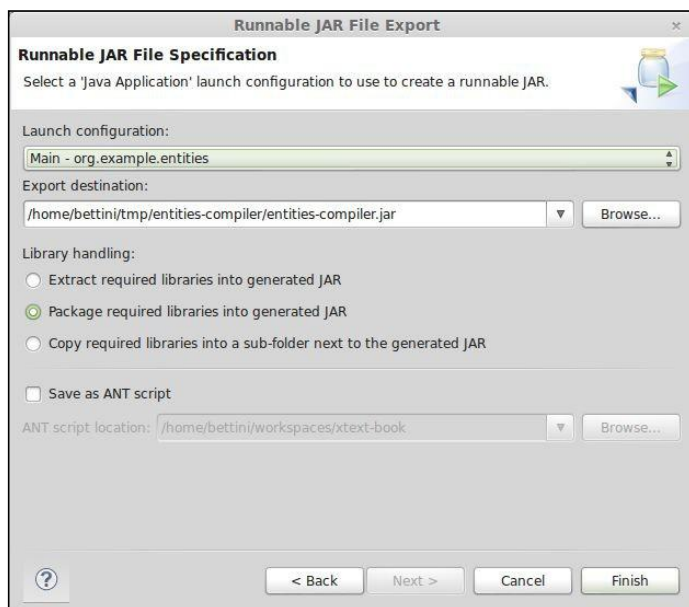 Runnable JAR File Export
Runnable JAR File Specification
Select a 'Java Application' launch configuration to use to create a runnable JAR.
Launch configuration:
Main - org.example.entities
Export destination:
/home/bettini/tmp/entities-compiler/entities-compiler.jar
Browse...
Library handling:
Extract required libraries into generated JAR
Package required libraries into generated JAR
Copy required libraries into a sub-folder next to the generated JAR
Save as ANT script
ANT script location: /home/bettini/workspaces/xtext-book Browse...
? < Back Next > Cancel Finish